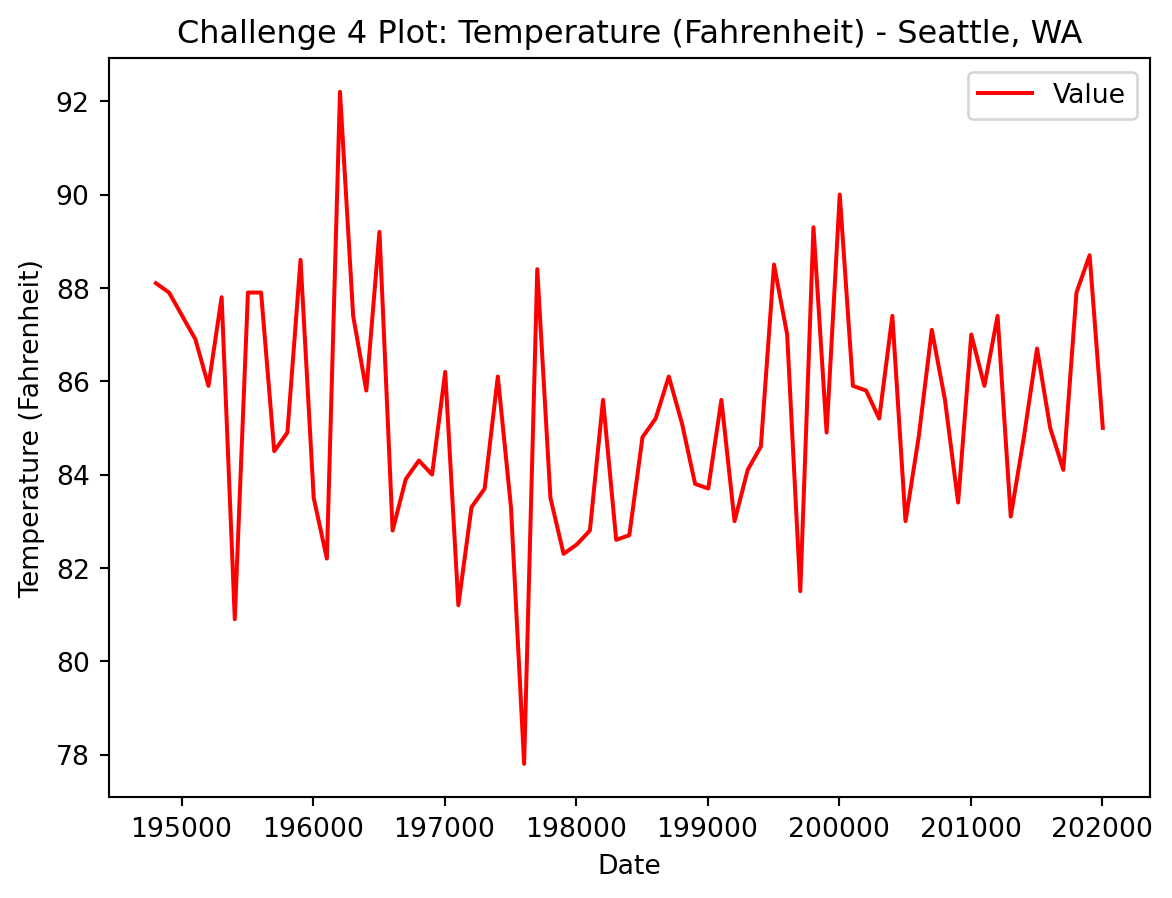 Challenge 4 Plot: Temperature (Fahrenheit) - Seattle, WA
Value
Temperature (Fahrenheit)
92
90
88
86
84
82
80
78
195000 196000 197000 198000 199000 200000 201000 202000
Date